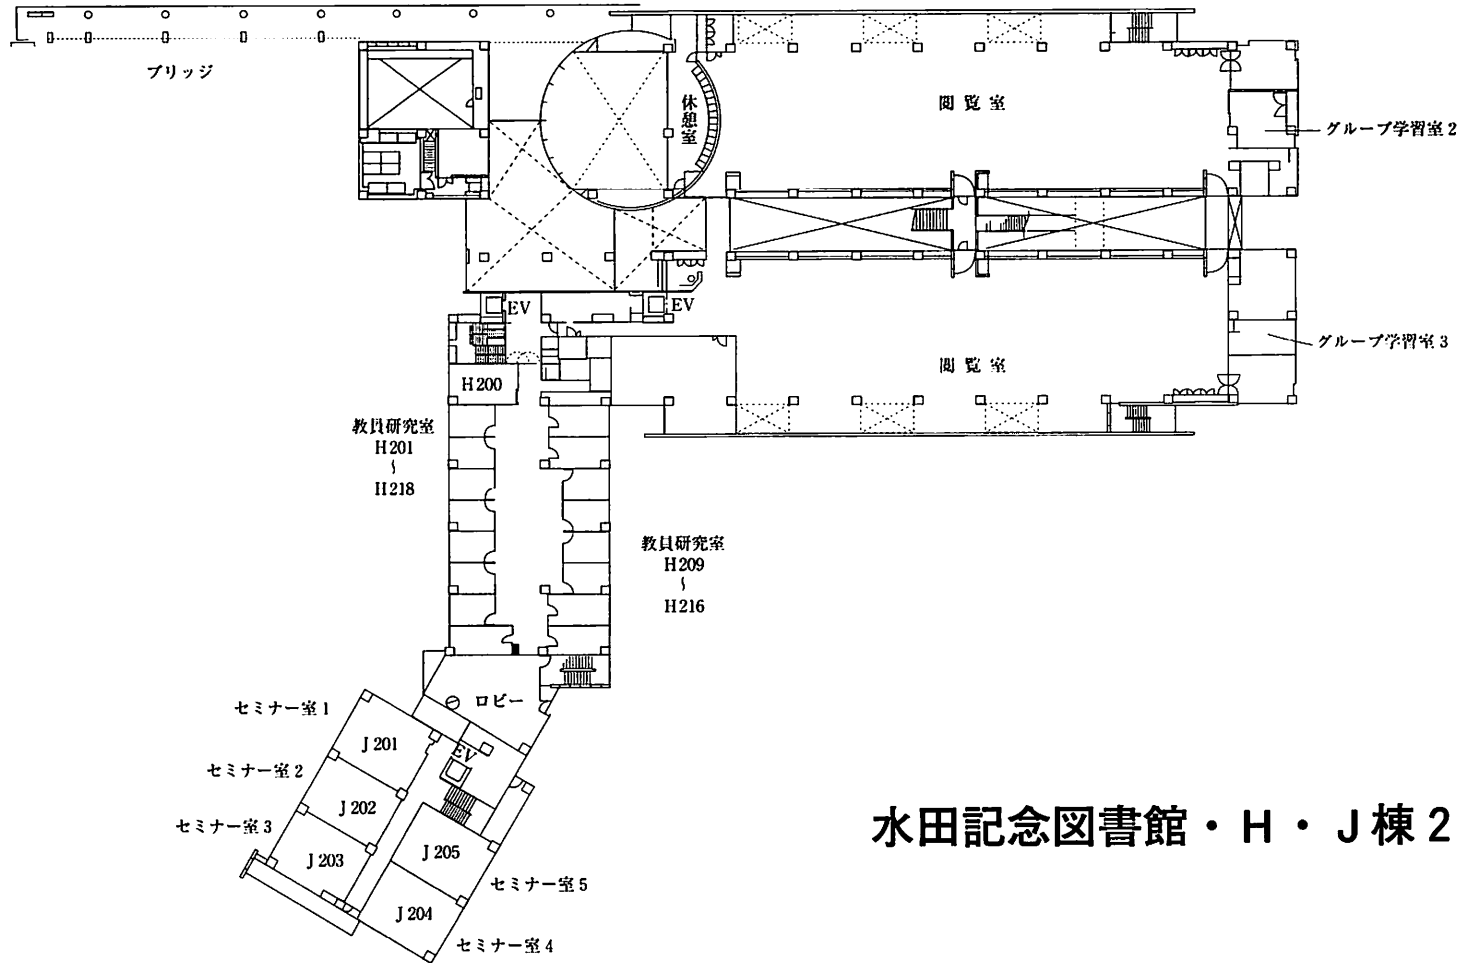 ブリッジ
休憩室
閲覧室
グループ学習室2
EV
EV
グループ学習室3
閲覧室
H200
教員研究室
H201
~
H218
教員研究室
H209
~
H216
セミナー室1
ロビー
J201
EV
セミナー室2
J202
セミナー室3
J203
J205
セミナー室5
J204
セミナー室4
水田記念図書館・H・J棟2